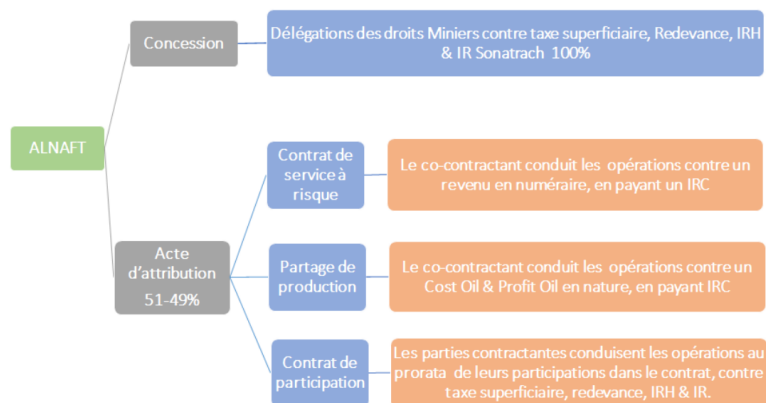 Concession
Délégations des droits Miniers contre taxe superficiaire, Redevance, IRH
& IR Sonatrach 100%
ALNAFT
Contrat de
service à
risque
Le co-contractant conduit les opérations contre un
revenu en numéraire, en payant un IRC
Acte
d'attribution
51-49%
Partage de
production
Le co-contractant conduit les opérations contre un
Cost Oil & Profit Oil en nature, en payant IRC
Contrat de
participation
Les parties contractantes conduisent les opérations au
prorata de leurs participations dans le contrat, contre
taxe superficiaire, redevance, IRH & IR.